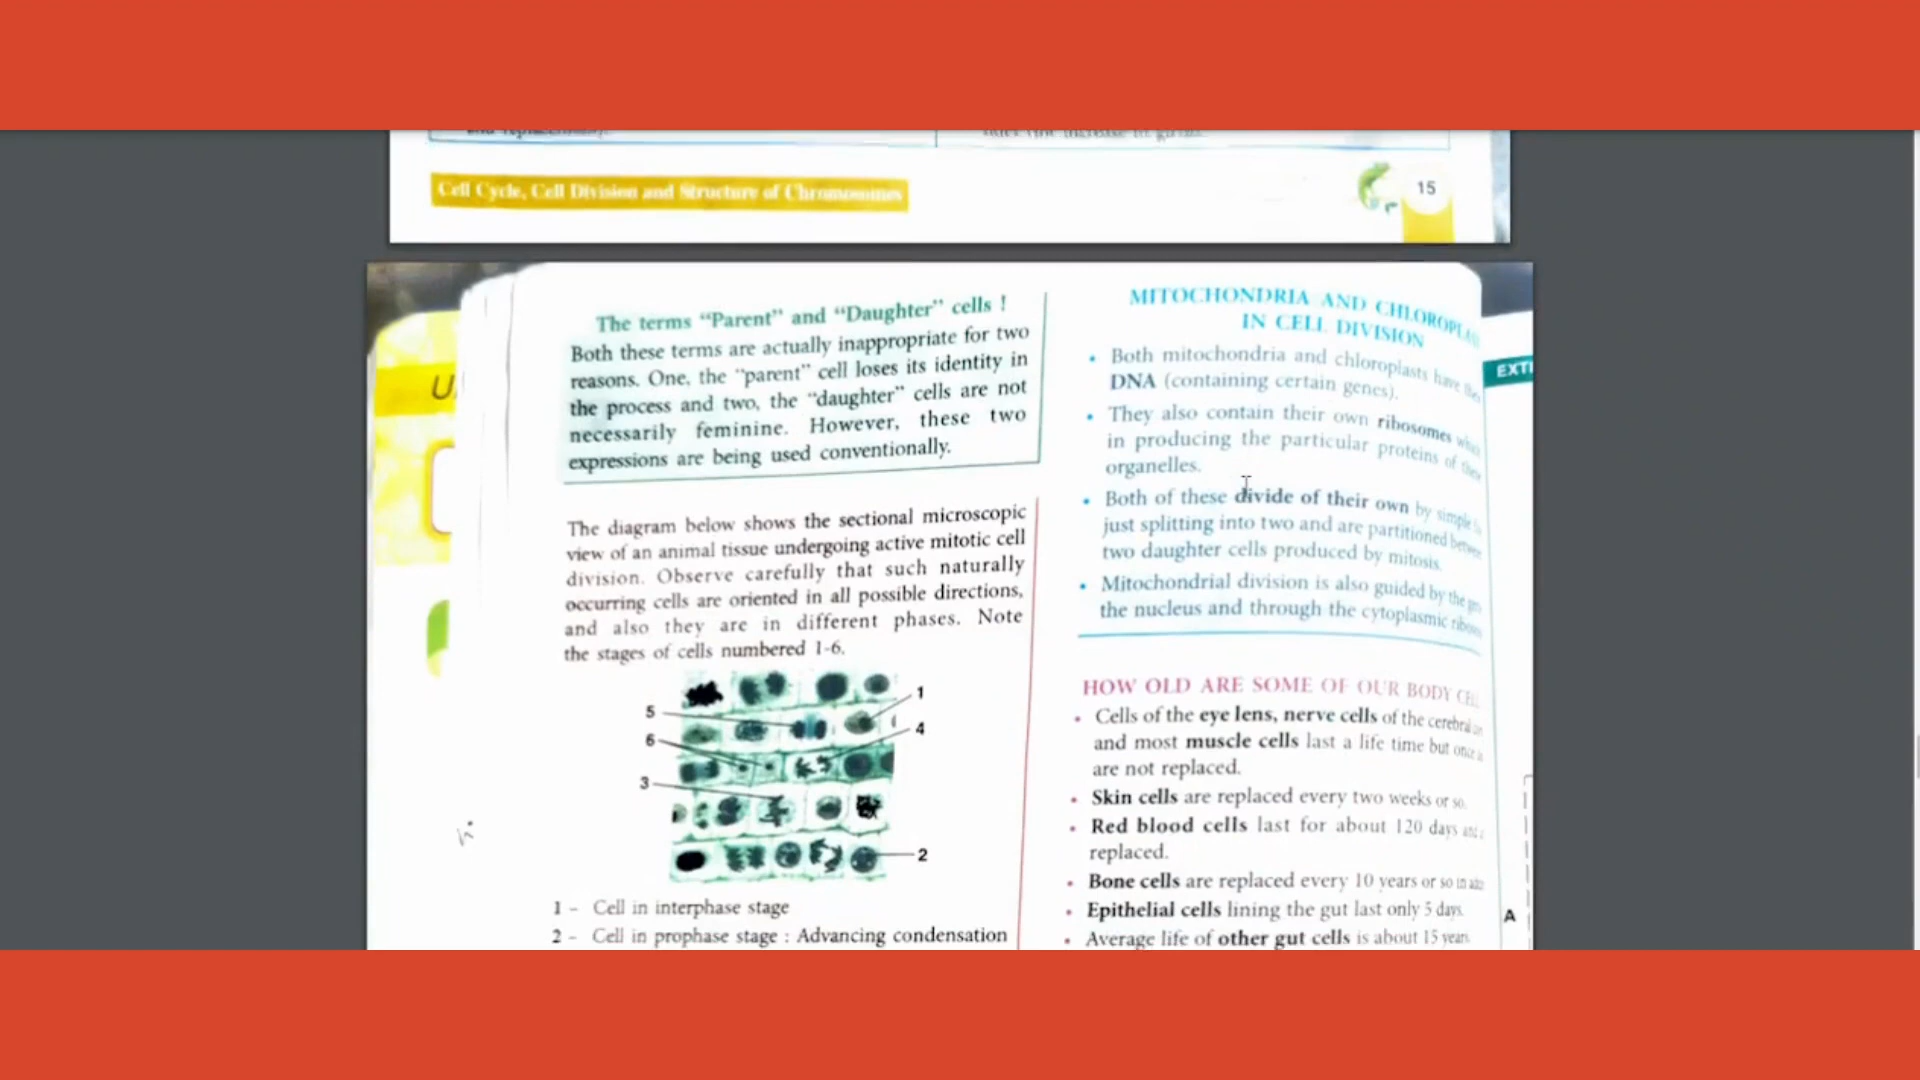 Cell Cycle, Cell Division and Structure of Chromosomes
15
The terms “Parent” and “Daughter” cells !
Both these terms are actually inappropriate for two
reasons. One, the “parent” cell loses its identity in
the process and two, the “daughter” cells are not
necessarily feminine. However, these two
expressions are being used conventionally.
The diagram below shows the sectional microscopic
view of an animal tissue undergoing active mitotic cell
division. Observe carefully that such naturally
occurring cells are oriented in all possible directions,
and also they are in different phases. Note
the stages of cells numbered 1-6.
1
5
4
6
3
2
1 - Cell in interphase stage
2 - Cell in prophase stage : Advancing condensation
MITOCHONDRIA AND
IN CELL DIVISION
• Both mitochondria and chloroplasts have
DNA (containing certain genes).
• They also contain their own ribosomes
in producing the particular proteins of
organelles.
• Both of these divide of their own by simple
just splitting into two and are partitioned
two daughter cells produced by mitosis.
• Mitochondrial division is also guided by the
the nucleus and through the cytoplasmic
HOW OLD ARE SOME OF OUR BODY
• Cells of the eye lens, nerve cells of the cerebral
and most muscle cells last a life time but once
are not replaced.
• Skin cells are replaced every two weeks or so.
• Red blood cells last for about 120 days
replaced.
• Bone cells are replaced every 10 years or so in
• Epithelial cells lining the gut last only 5 days.
• Average life of other gut cells is about 15 years
EXT
A